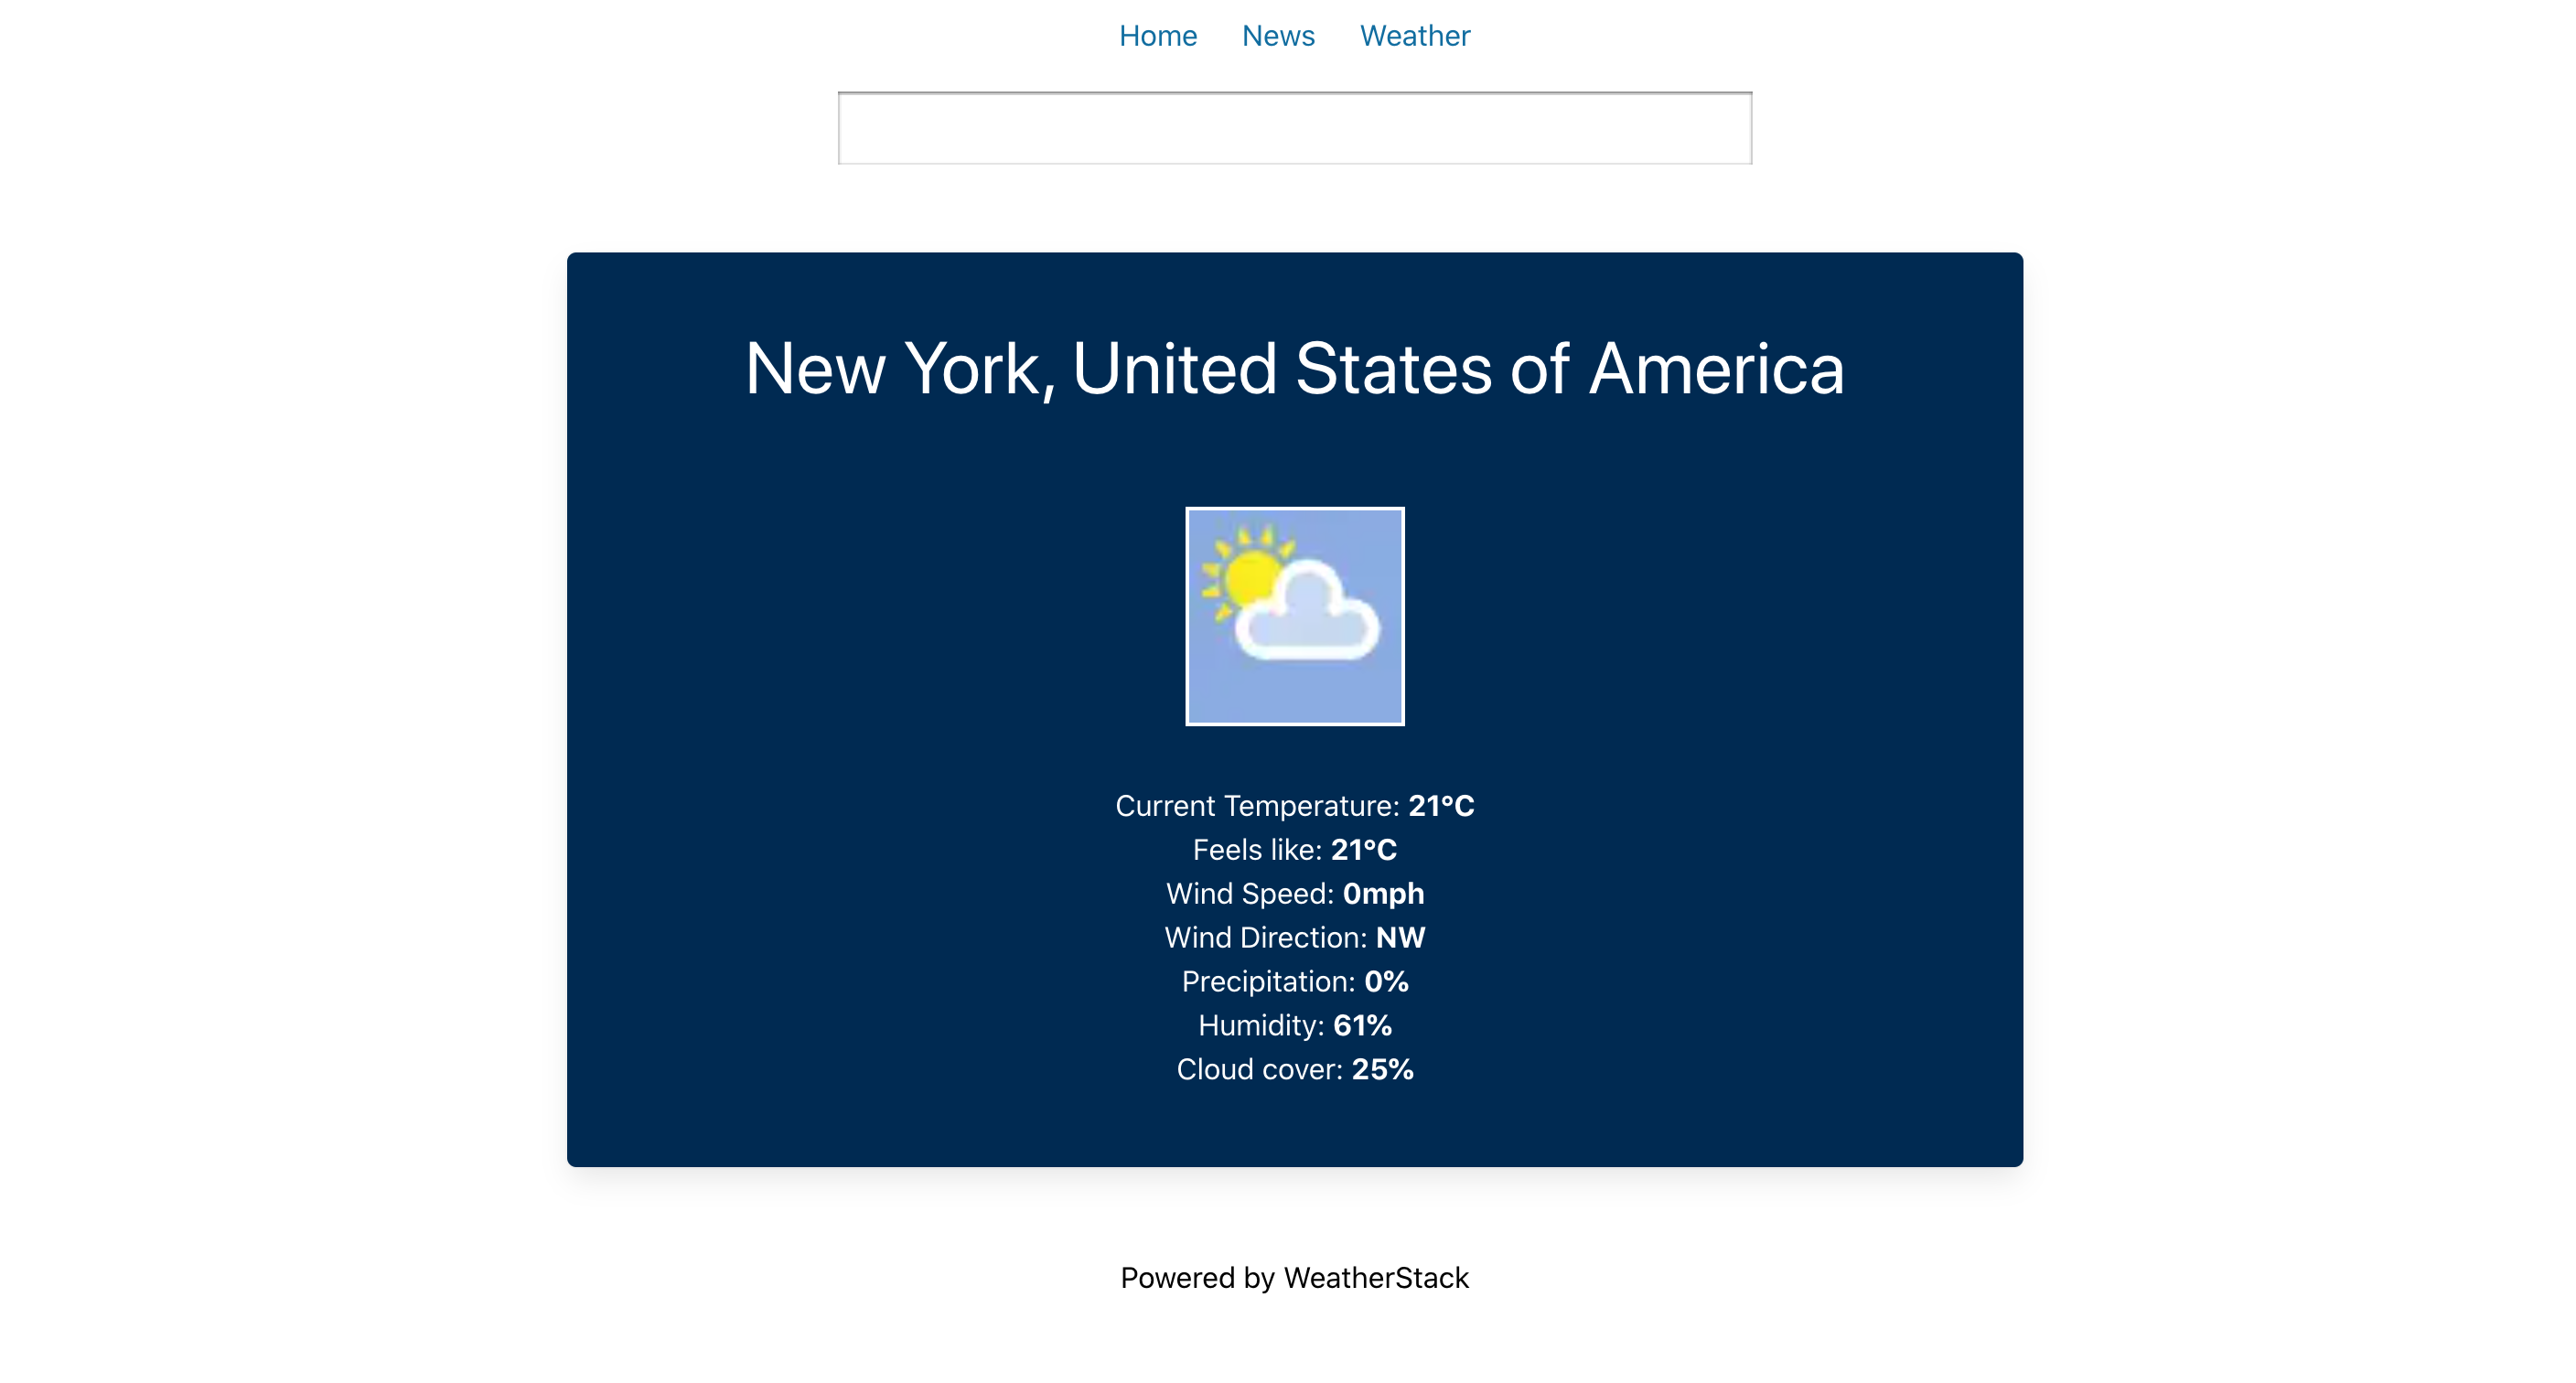 Home News Weather
New York, United States of America
Current Temperature: 21°C
Feels like: 21°C
Wind Speed: 0mph
Wind Direction: NW
Precipitation: 0%
Humidity: 61%
Cloud cover: 25%
Powered by WeatherStack